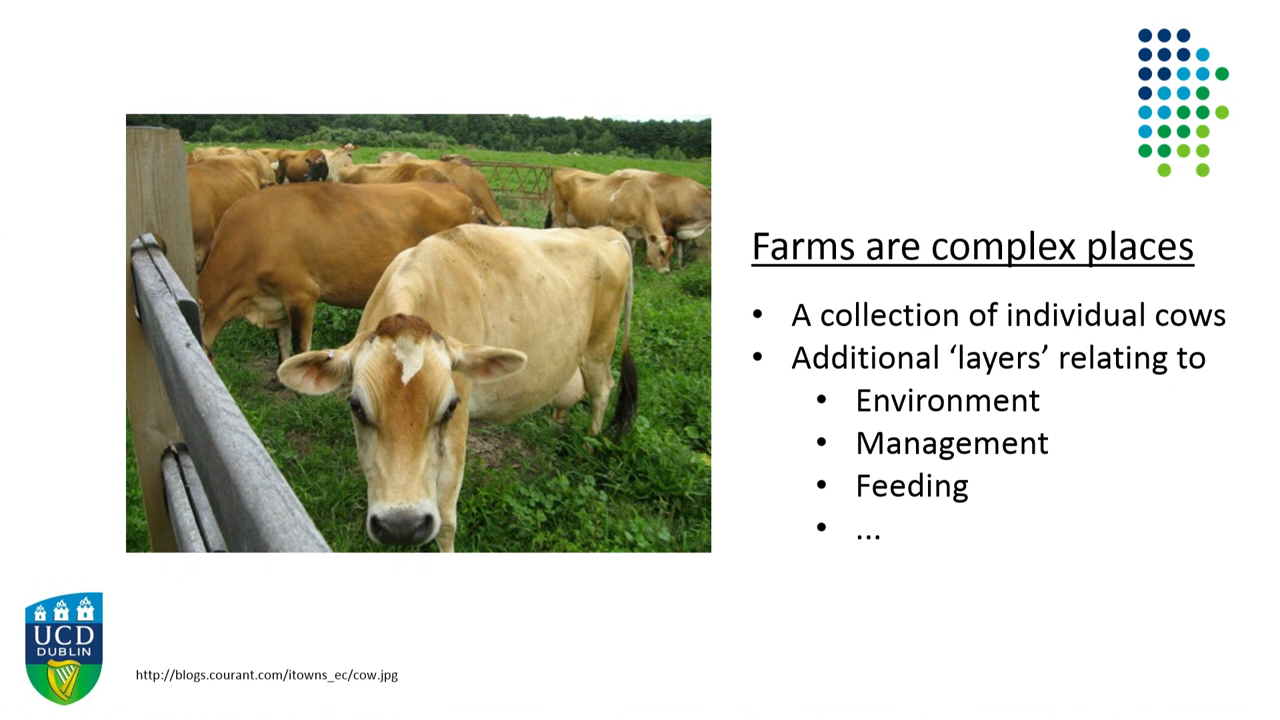 Farms are complex places
• A collection of individual cows
• Additional ‘layers’ relating to
• Environment
• Management
• Feeding
• ...
UCD
DUBLIN
http://blogs.courant.com/itowns_ec/cow.jpg